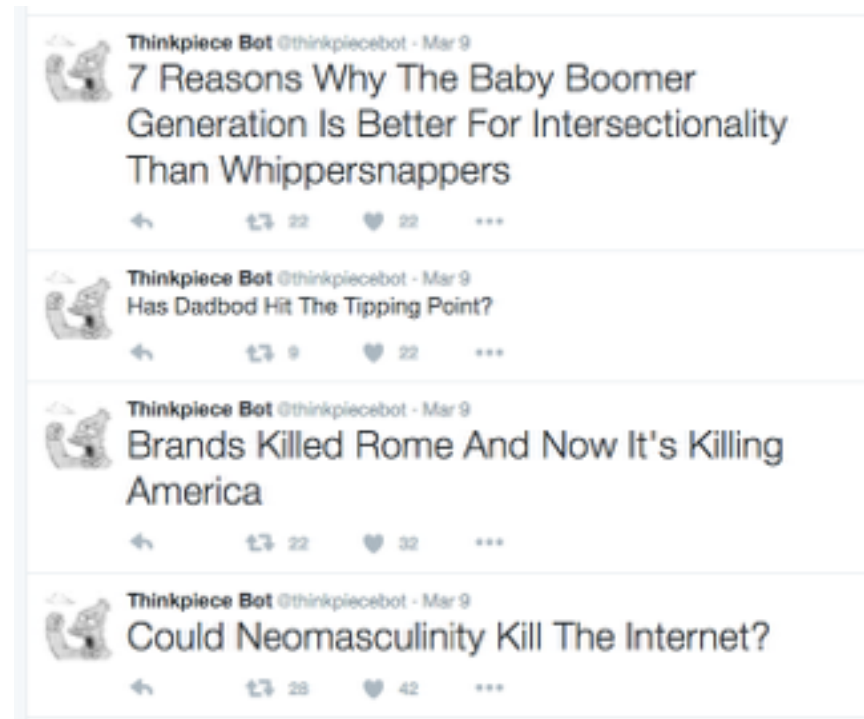 Thinkpiece Bot @thinkpiecebot - Mar 9
7 Reasons Why The Baby Boomer
Generation Is Better For Intersectionality
Than Whippersnappers
22 22
Thinkpiece Bot @thinkpiecebot - Mar 9
Has Dadbod Hit The Tipping Point?
9 22
Thinkpiece Bot @thinkpiecebot - Mar 9
Brands Killed Rome And Now It's Killing
America
22 32
Thinkpiece Bot @thinkpiecebot - Mar 9
Could Neomasculinity Kill The Internet?
28 42